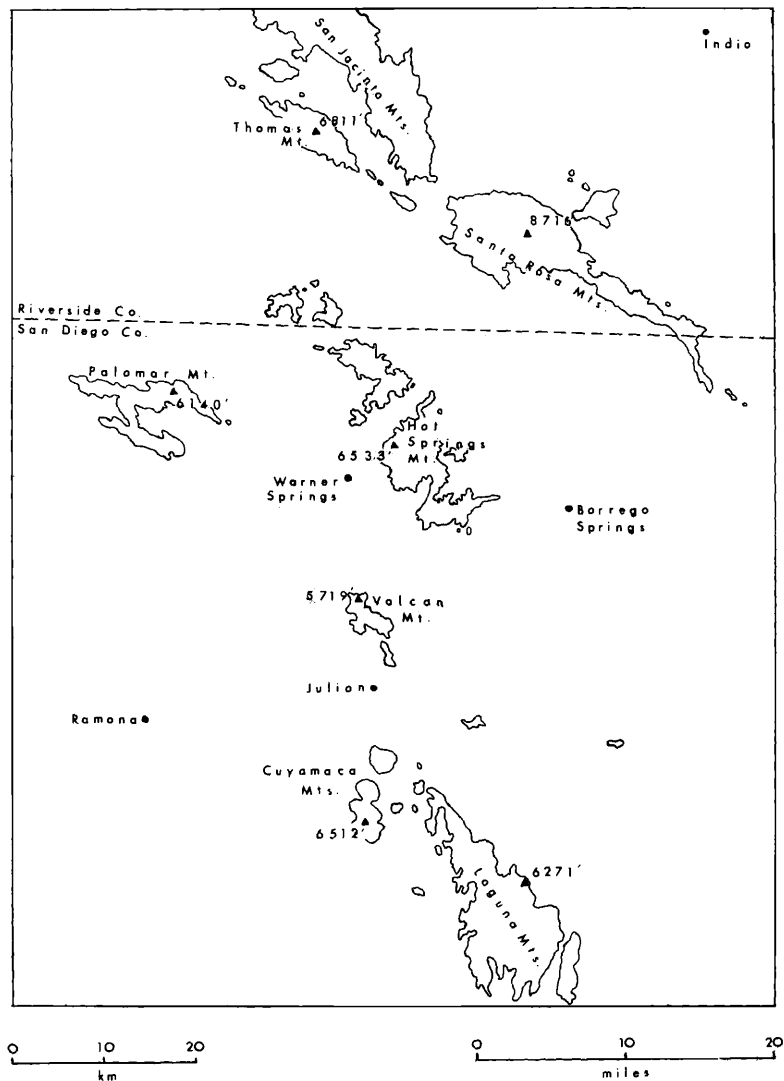 San Jacinto Mts.
Indio
6811′
Thomas
Mt.
8716′
Santa Rosa Mts.
Riverside Co.
San Diego Co.
Palomar Mt.
6140′
Hot
Springs
Mt.
6533′
Warner
Springs
Borrego
Springs
5719′
Volcan
Mt.
Julian
Ramona
Cuyamaca
Mts.
6512′
6271′
Laguna Mts.
0 10 20
km
0 10 20
miles